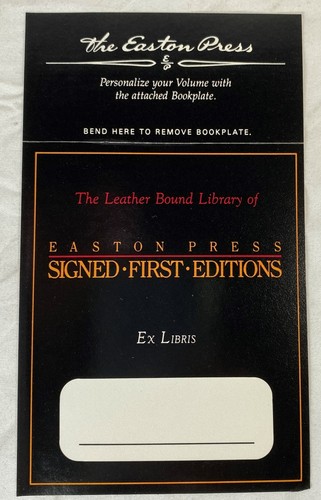 The Easton Press
EP
Personalize your Volume with
the attached Bookplate.
BEND HERE TO REMOVE BOOKPLATE.
The Leather Bound Library of
EASTON PRESS
SIGNED·FIRST·EDITIONS
EX LIBRIS